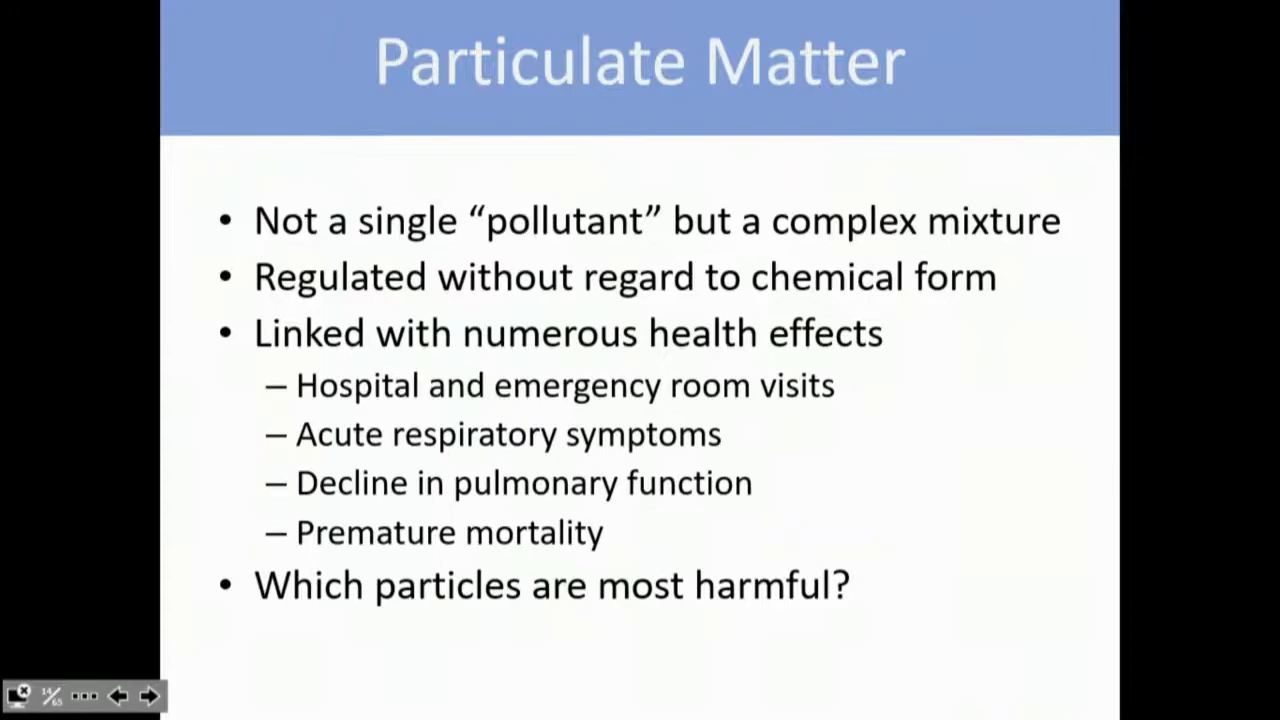 Particulate Matter
• Not a single “pollutant” but a complex mixture
• Regulated without regard to chemical form
• Linked with numerous health effects
– Hospital and emergency room visits
– Acute respiratory symptoms
– Decline in pulmonary function
– Premature mortality
• Which particles are most harmful?
14/65